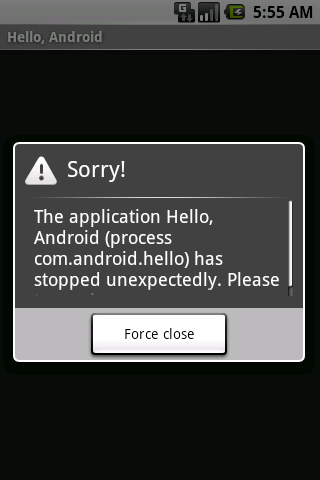 G
5:55 AM
Hello, Android
Sorry!
The application Hello,
Android (process
com.android.hello) has
stopped unexpectedly. Please
Force close